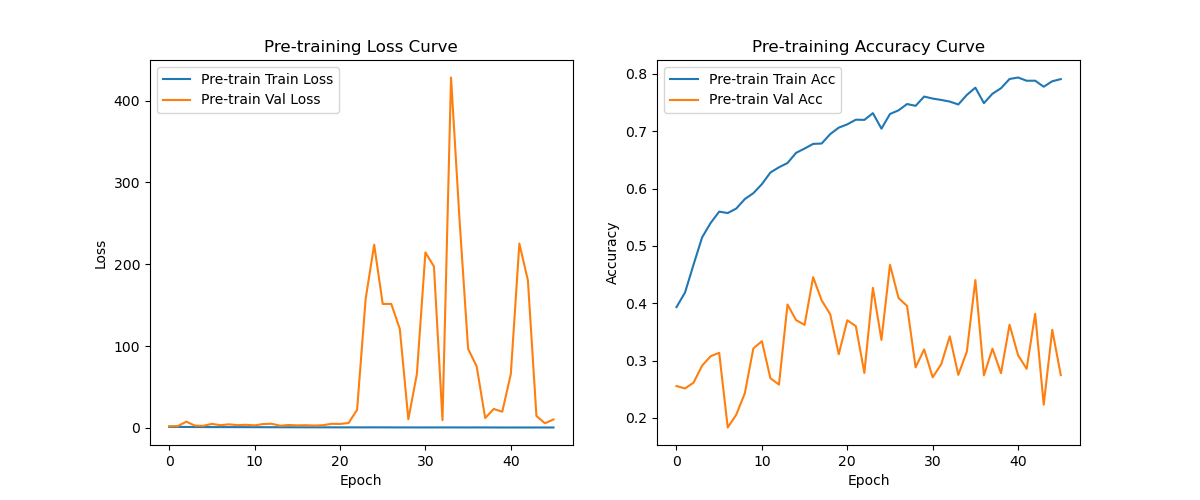 Pre-training Loss Curve
Pre-train Train Loss
Pre-train Val Loss
400
300
200
100
0
Loss
0 10 20 30 40
Epoch
Pre-training Accuracy Curve
Pre-train Train Acc
Pre-train Val Acc
0.8
0.7
0.6
0.5
0.4
0.3
0.2
Accuracy
0 10 20 30 40
Epoch